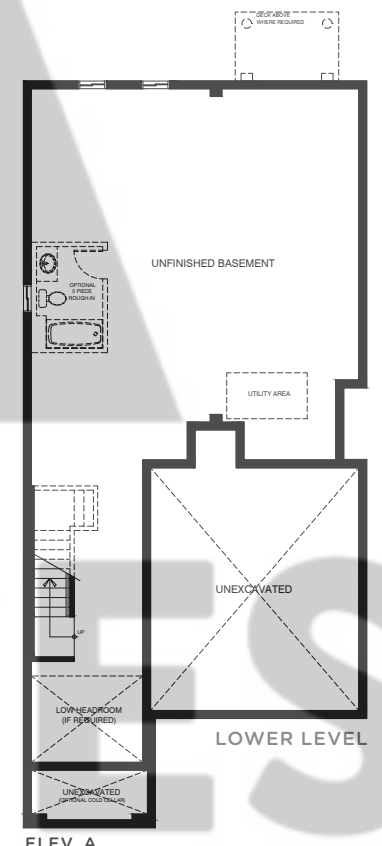 DECK ABOVE
WHERE REQUIRED
UNFINISHED BASEMENT
OPTIONAL
3 PIECE
ROUGH-IN
UTILITY AREA
UNEXCAVATED
UP
LOW HEADROOM
(IF REQUIRED)
LOWER LEVEL
UNEXCAVATED
(OPTIONAL COLD CELLAR)
ELEV. A
ES